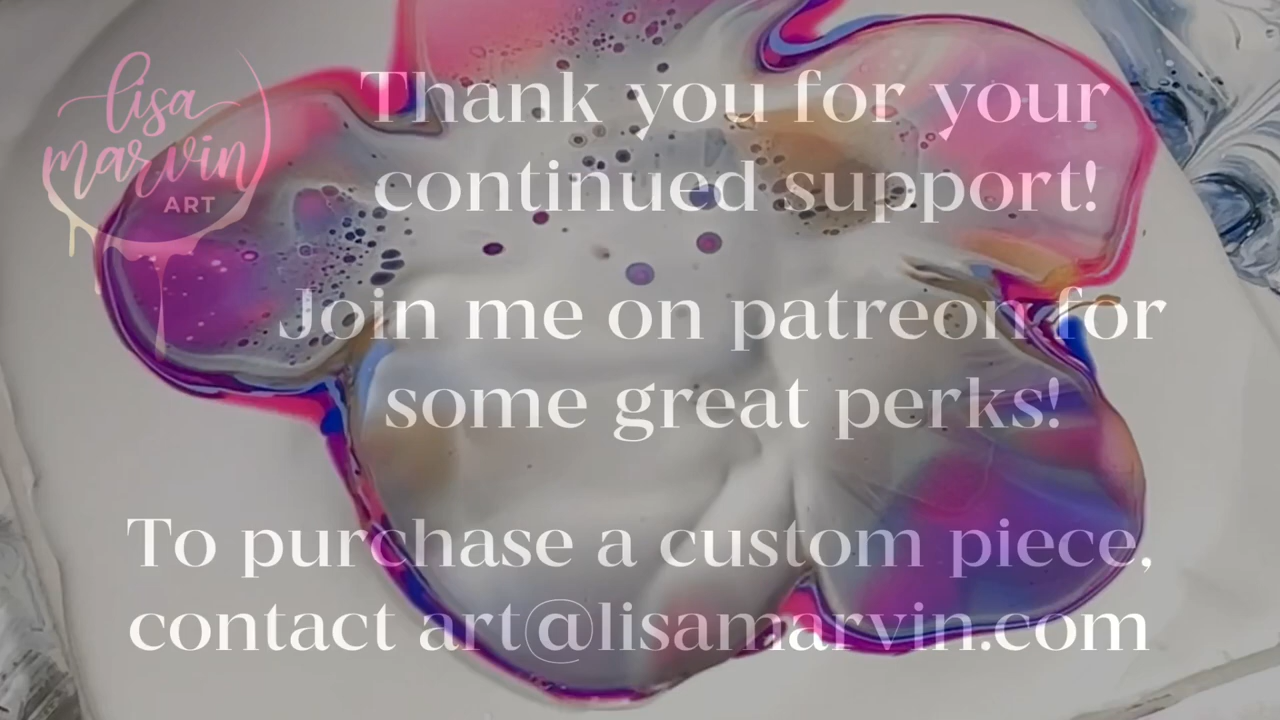 lisa
marvin
ART
Thank you for your
continued support!
Join me on patreon for
some great perks!
To purchase a custom piece,
contact art@lisamarvin.com